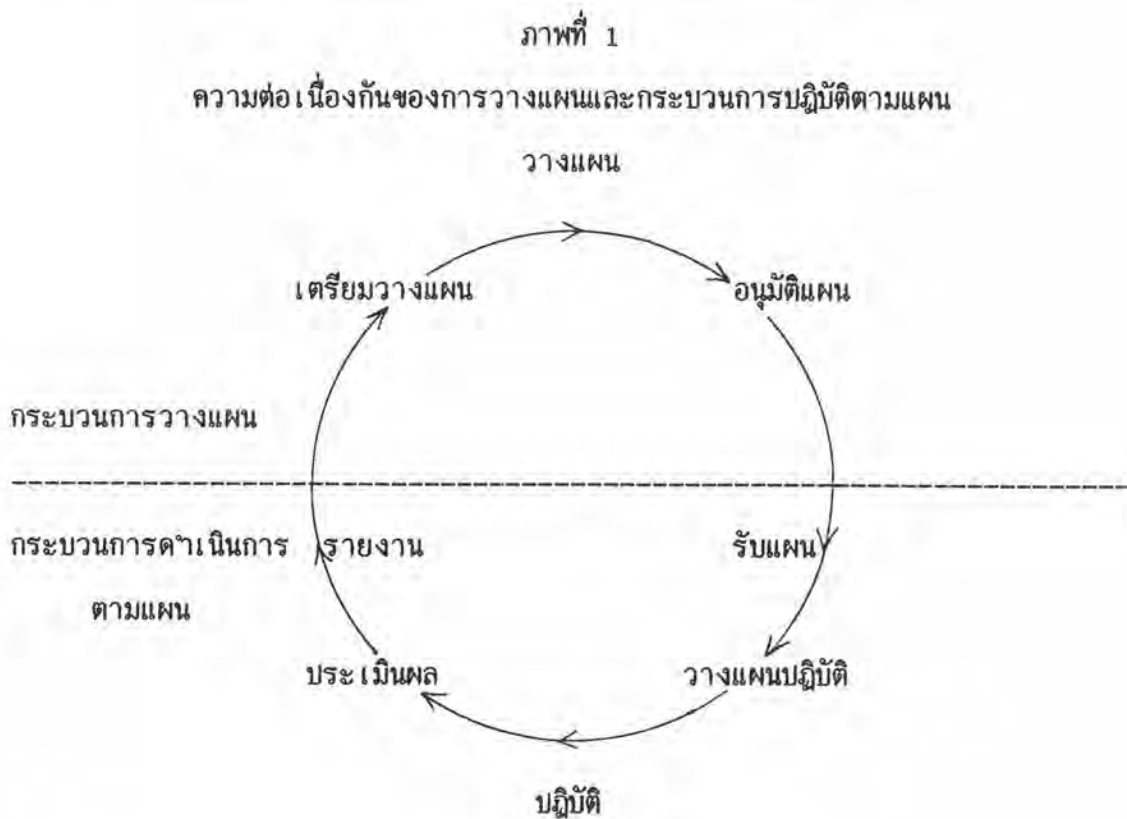 ภาพที่ 1
ความต่อเนื่องกันของการวางแผนและกระบวนการปฏิบัติตามแผน
วางแผน
เตรียมวางแผน อนุมัติแผน
กระบวนการวางแผน
กระบวนการดำเนินการ รายงาน รับแผน
ตามแผน
ประเมินผล วางแผนปฏิบัติ
ปฏิบัติ